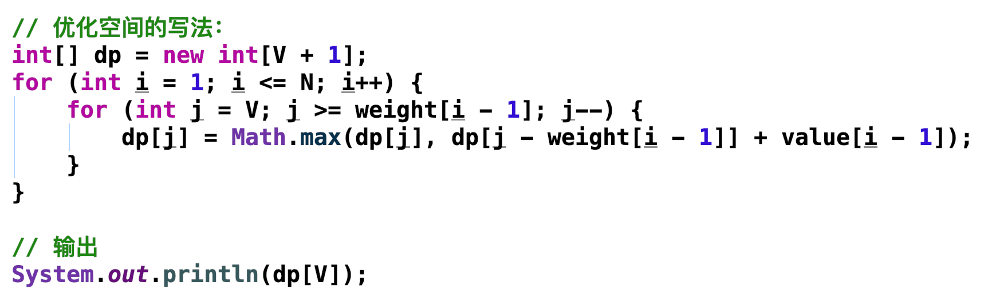 // 优化空间的写法：
int[] dp = new int[V + 1];
for (int i = 1; i <= N; i++) {
    for (int j = V; j >= weight[i - 1]; j--) {
        dp[j] = Math.max(dp[j], dp[j - weight[i - 1]] + value[i - 1]);
    }
}

// 输出
System.out.println(dp[V]);